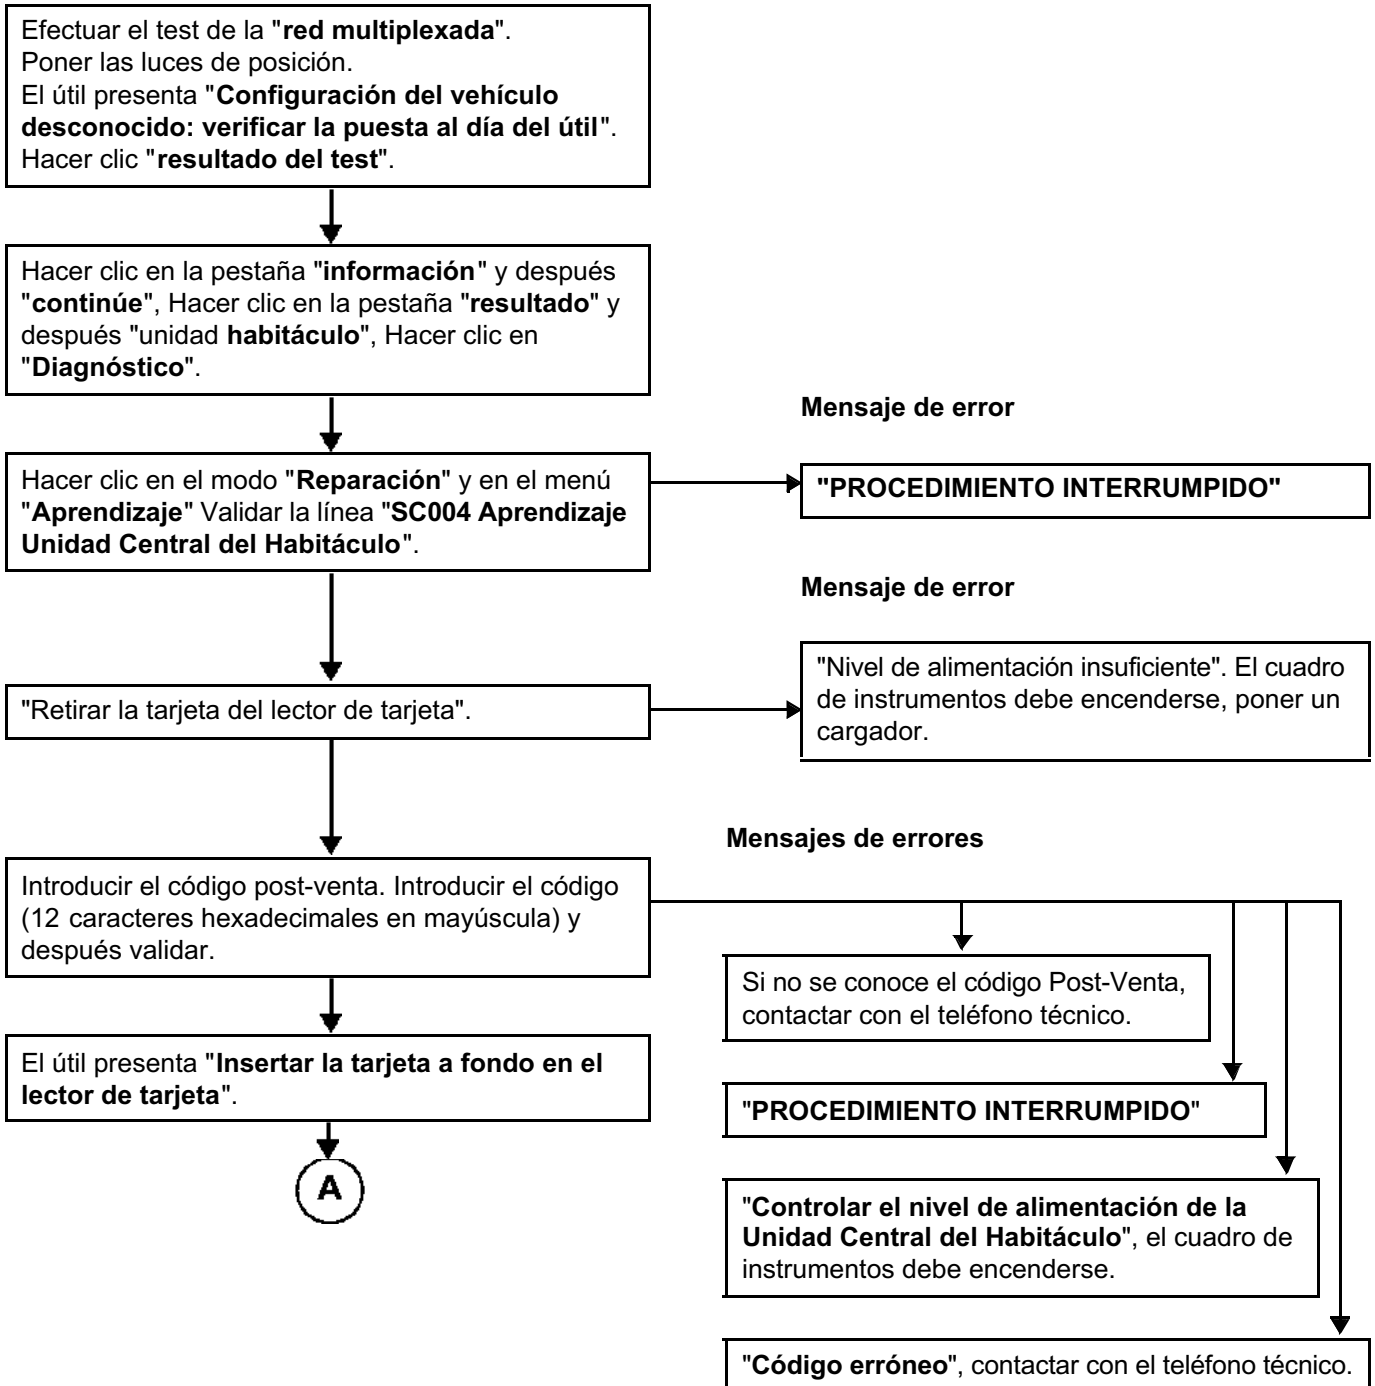 Efectuar el test de la "red multiplexada".
Poner las luces de posición.
El útil presenta "Configuración del vehículo
desconocido: verificar la puesta al día del útil".
Hacer clic "resultado del test".
Hacer clic en la pestaña "información" y después
"continúe", Hacer clic en la pestaña "resultado" y
después "unidad habitáculo", Hacer clic en
"Diagnóstico".
Mensaje de error
Hacer clic en el modo "Reparación" y en el menú
"Aprendizaje" Validar la línea "SC004 Aprendizaje
Unidad Central del Habitáculo".
"PROCEDIMIENTO INTERRUMPIDO"
Mensaje de error
"Retirar la tarjeta del lector de tarjeta".
"Nivel de alimentación insuficiente". El cuadro
de instrumentos debe encenderse, poner un
cargador.
Mensajes de errores
Introducir el código post-venta. Introducir el código
(12 caracteres hexadecimales en mayúscula) y
después validar.
Si no se conoce el código Post-Venta,
contactar con el teléfono técnico.
El útil presenta "Insertar la tarjeta a fondo en el
lector de tarjeta".
"PROCEDIMIENTO INTERRUMPIDO"
A
"Controlar el nivel de alimentación de la
Unidad Central del Habitáculo", el cuadro de
instrumentos debe encenderse.
"Código erróneo", contactar con el teléfono técnico.